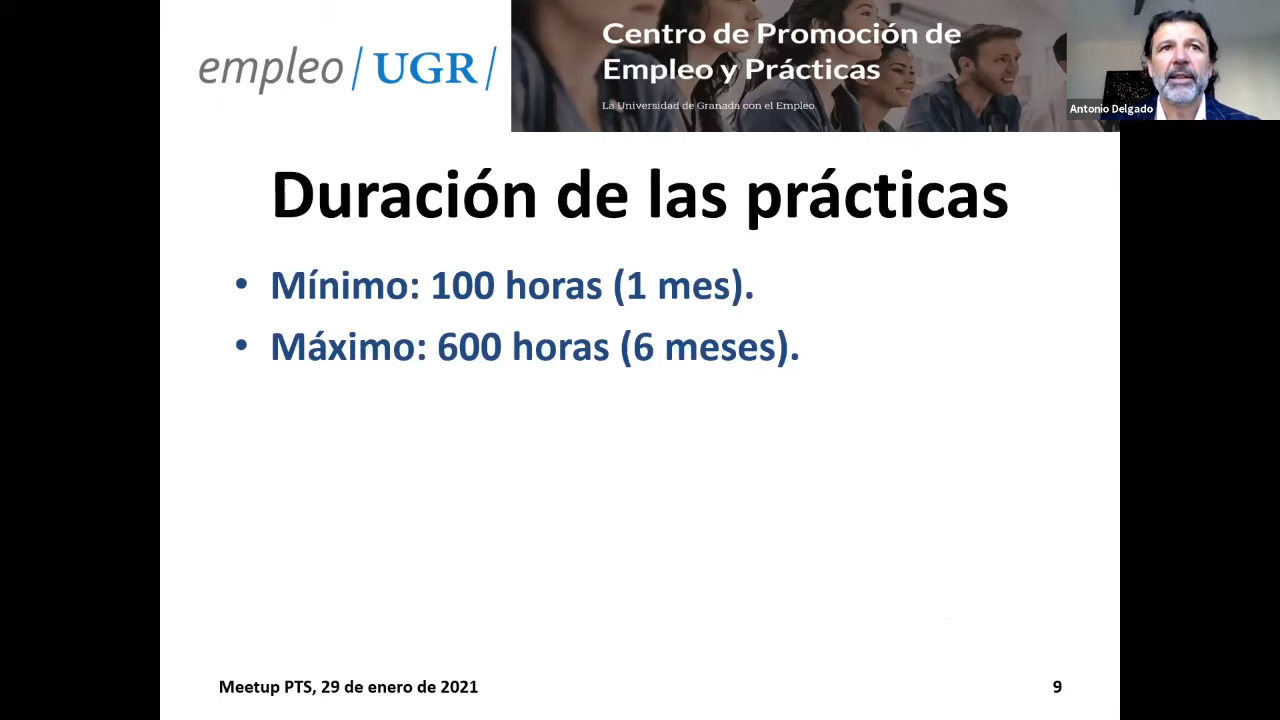 empleo/UGR/
Centro de Promoción de
Empleo y Prácticas
La Universidad de Granada con el Empleo.
Antonio Delgado
Duración de las prácticas
• Mínimo: 100 horas (1 mes).
• Máximo: 600 horas (6 meses).
Meetup PTS, 29 de enero de 2021
9